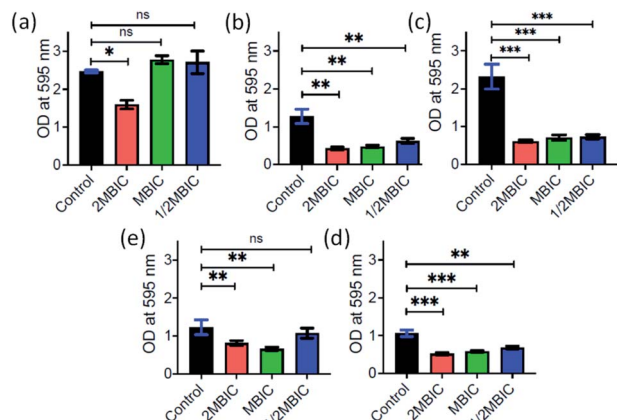 (a)
ns
ns
*
OD at 595 nm
3
2
1
0
Control
2MBIC
MBIC
1/2MBIC
(b)
**
**
**
OD at 595 nm
3
2
1
0
Control
2MBIC
MBIC
1/2MBIC
(c)
***
***
***
OD at 595 nm
3
2
1
0
Control
2MBIC
MBIC
1/2MBIC
(e)
ns
**
**
OD at 595 nm
3
2
1
0
Control
2MBIC
MBIC
1/2MBIC
(d)
**
***
***
OD at 595 nm
3
2
1
0
Control
2MBIC
MBIC
1/2MBIC